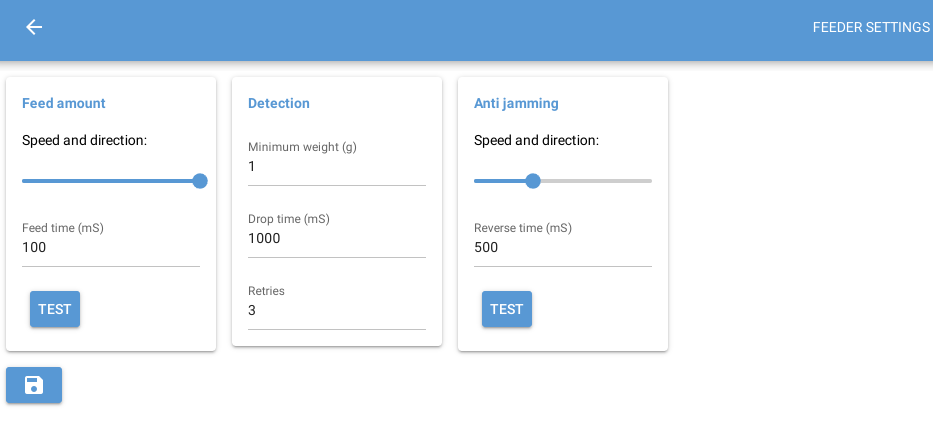 FEEDER SETTINGS
Feed amount
Speed and direction:
Feed time (mS)
100
TEST
Detection
Minimum weight (g)
1
Drop time (mS)
1000
Retries
3
Anti jamming
Speed and direction:
Reverse time (mS)
500
TEST